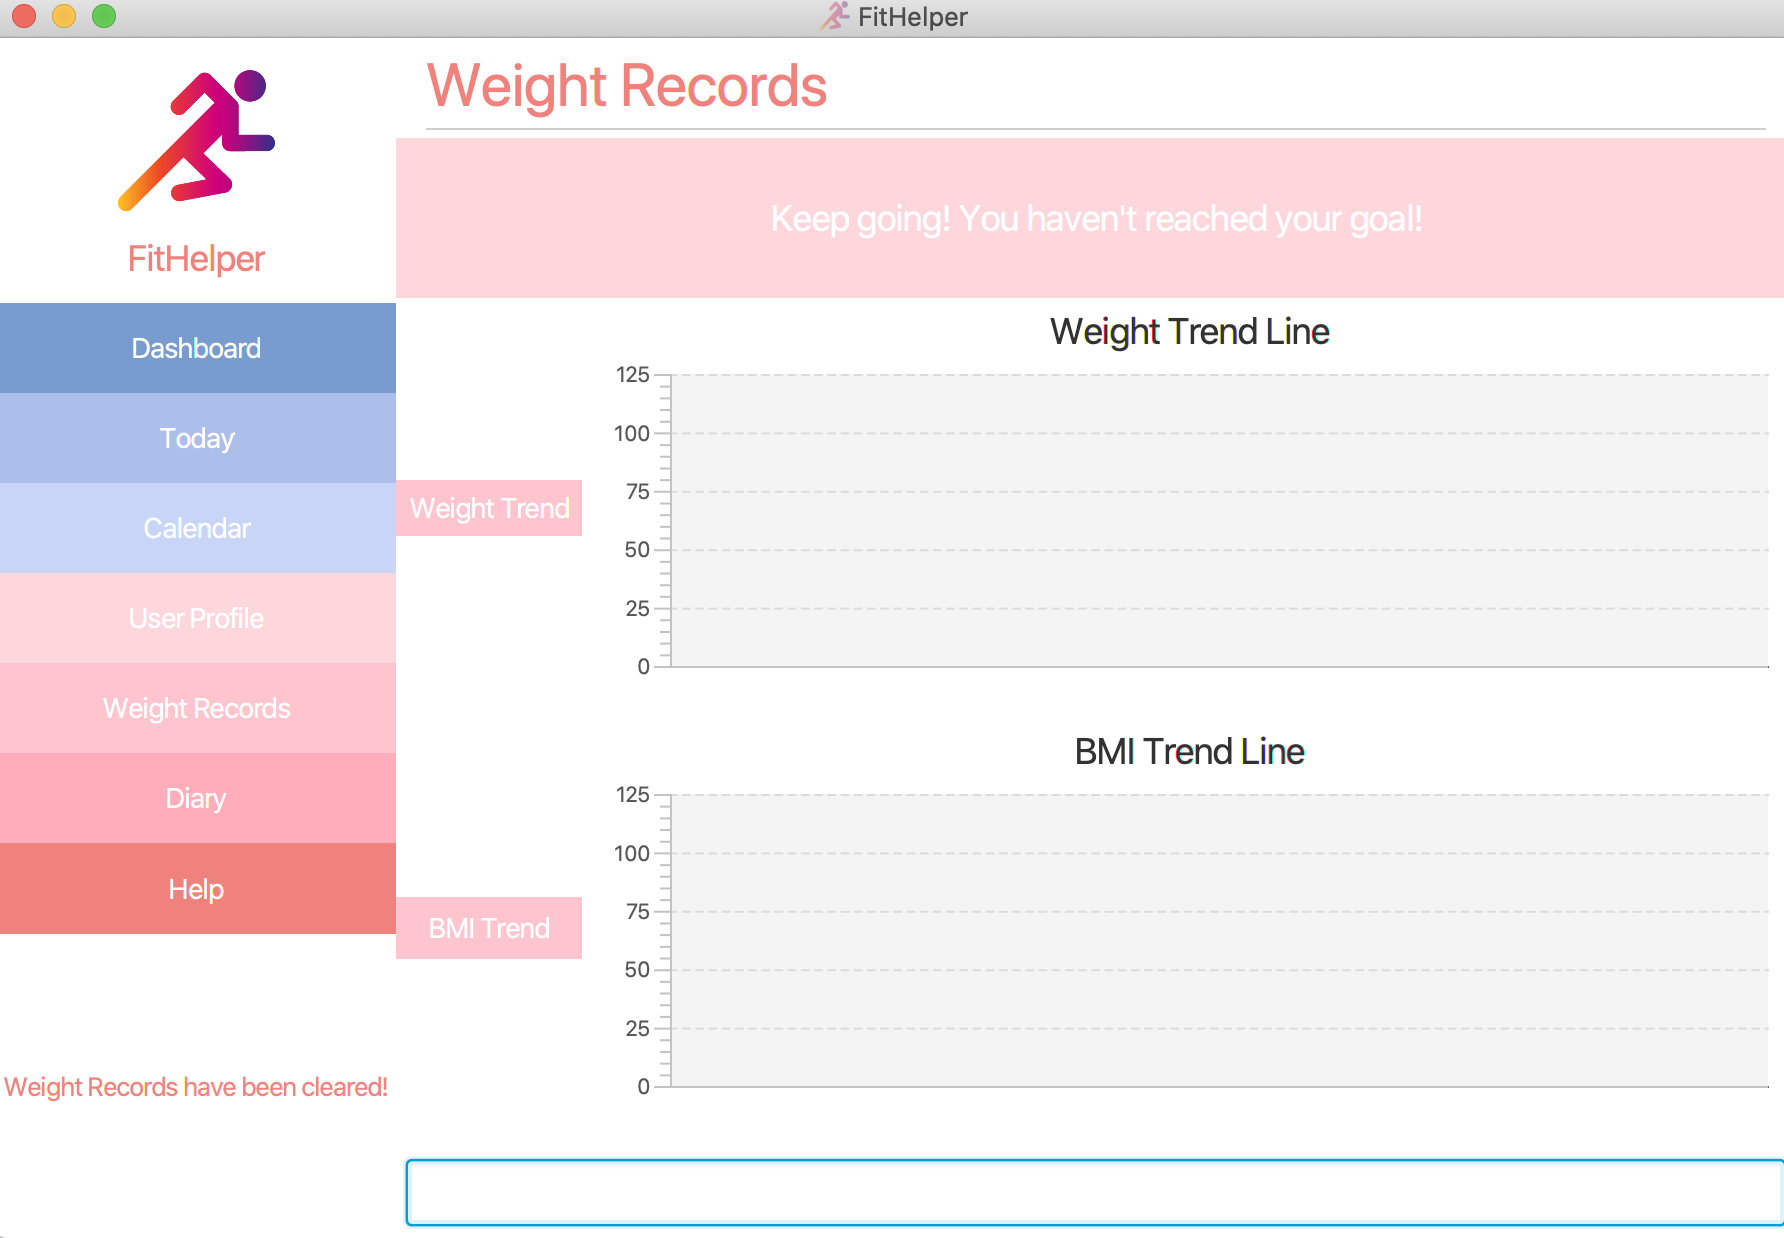 FitHelper
FitHelper
Dashboard
Today
Calendar
User Profile
Weight Records
Diary
Help
Weight Records have been cleared!
Weight Records
Keep going! You haven't reached your goal!
Weight Trend
Weight Trend Line
125
100
75
50
25
0
BMI Trend
BMI Trend Line
125
100
75
50
25
0